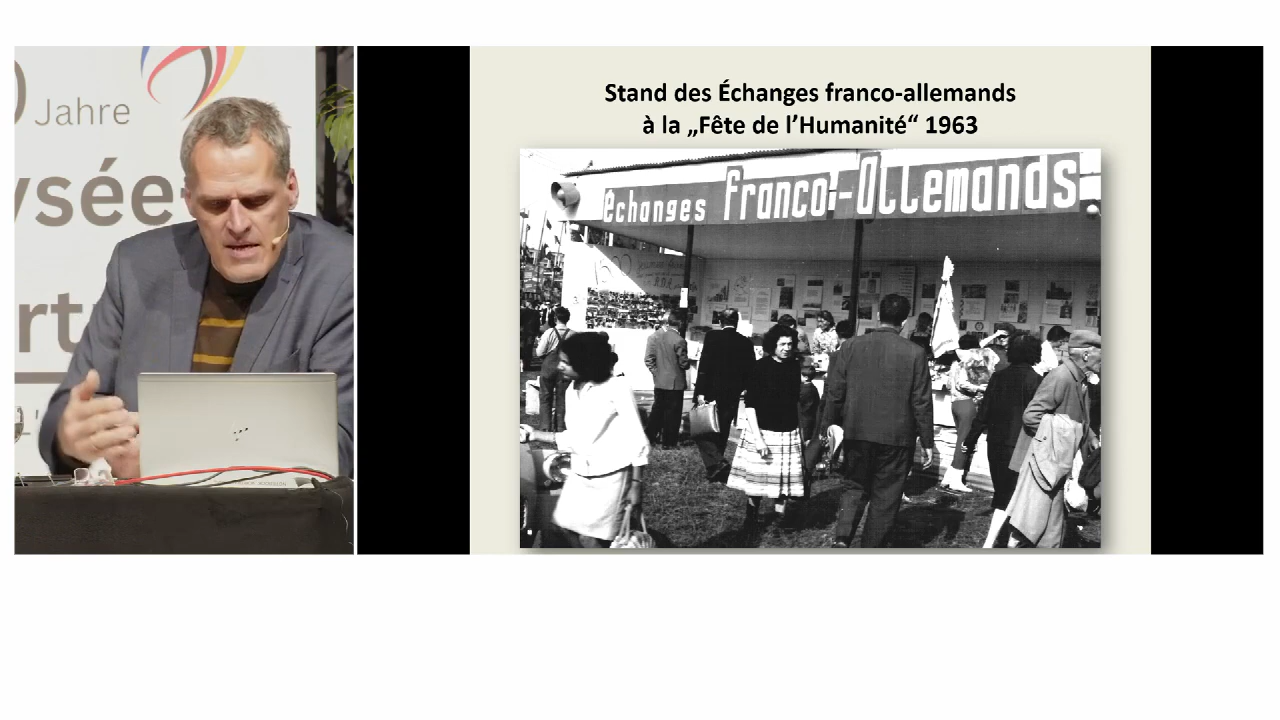 Jahre
ysée-
rt
Stand des Échanges franco-allemands
à la „Fête de l’Humanité“ 1963
échanges franco-Allemands